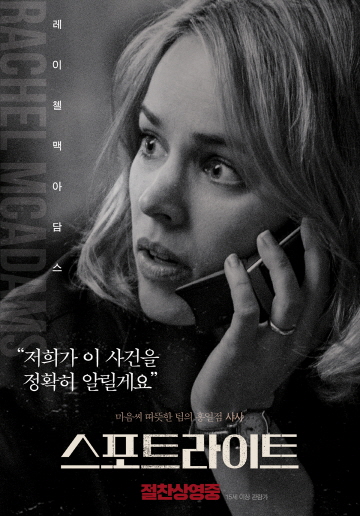 RACHEL MCADAMS
레이첼 맥아담스
“저희가 이 사건을
정확히 알릴게요”
마음씨 따뜻한 팀의 홍일점 사샤
스포트라이트
절찬상영중
15세 이상 관람가